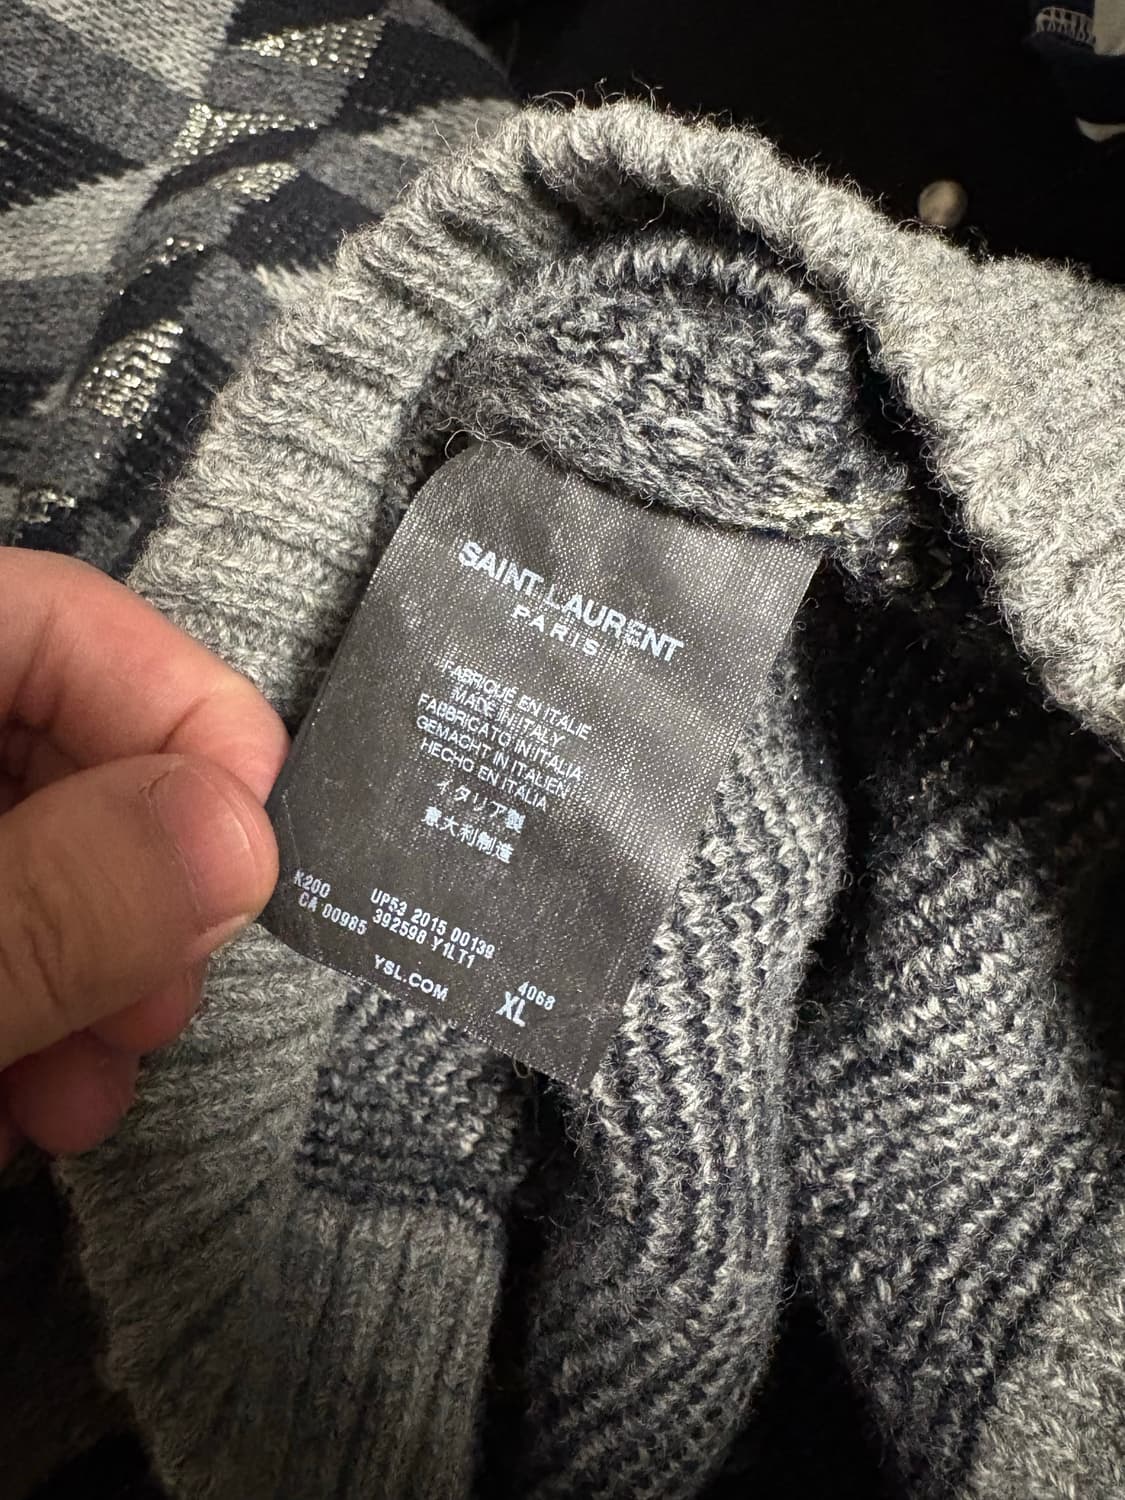 SAINT LAURENT
PARIS
FABRIQUÉ EN ITALIE
MADE IN ITALY
FABBRICATO IN ITALIA
GEMACHT IN ITALIEN
HECHO EN ITALIA
イタリア製
意大利制造
K200 UP53 2015 00139
CA 00985 392598 Y1LT1
4068
YSL.COM XL